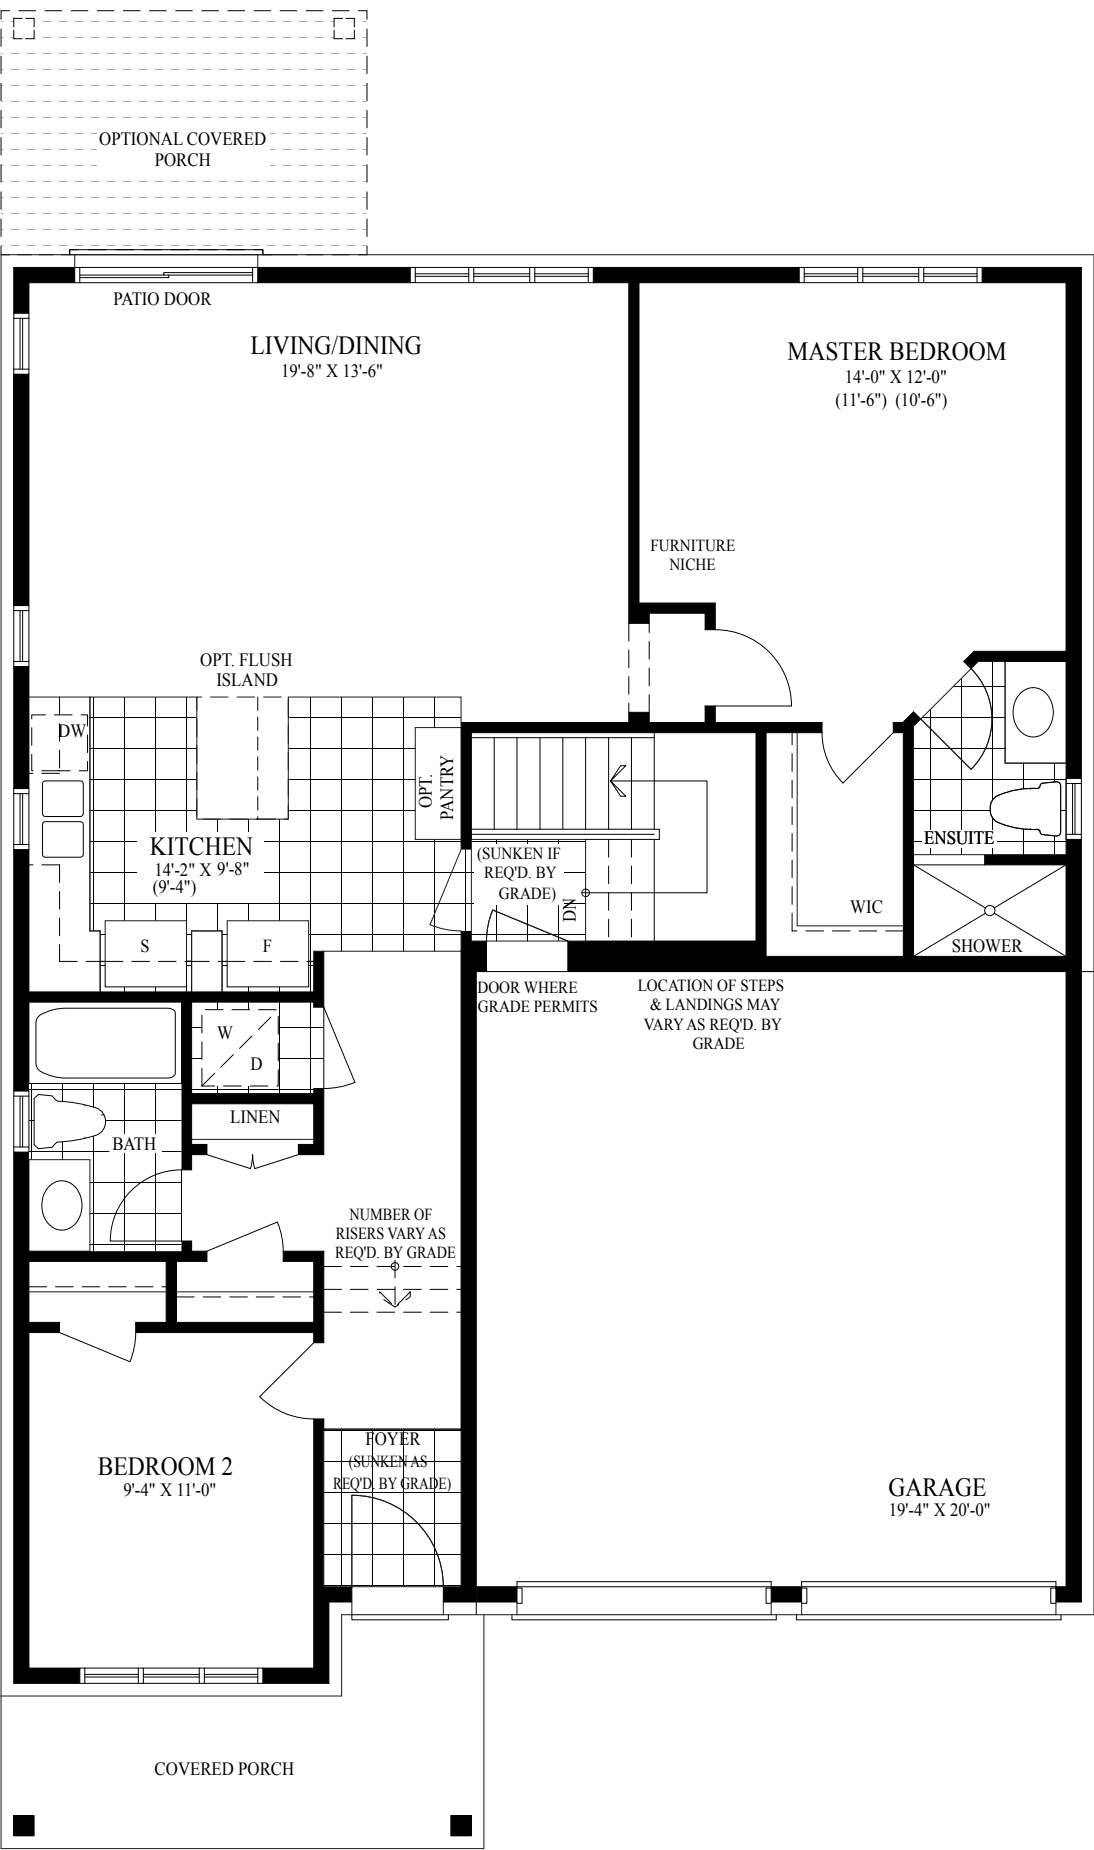 OPTIONAL COVERED
PORCH
PATIO DOOR
LIVING/DINING
19'-8" X 13'-6"
MASTER BEDROOM
14'-0" X 12'-0"
(11'-6") (10'-6")
FURNITURE
NICHE
OPT. FLUSH
ISLAND
DW
OPT.
PANTRY
KITCHEN
14'-2" X 9'-8"
(9'-4")
(SUNKEN IF
REQ'D. BY
GRADE)
DN
ENSUITE
WIC
SHOWER
S
F
DOOR WHERE
GRADE PERMITS
LOCATION OF STEPS
& LANDINGS MAY
VARY AS REQ'D. BY
GRADE
W
D
LINEN
BATH
NUMBER OF
RISERS VARY AS
REQ'D. BY GRADE
FOYER
(SUNKEN AS
REQ'D. BY GRADE)
BEDROOM 2
9'-4" X 11'-0"
GARAGE
19'-4" X 20'-0"
COVERED PORCH